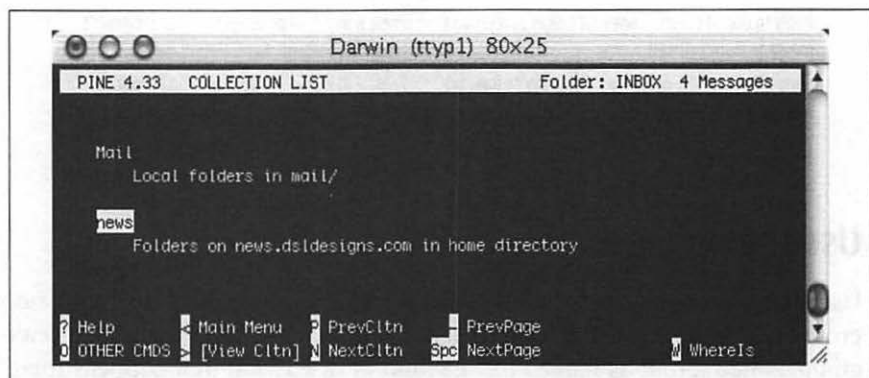 Darwin (ttyp1) 80x25
PINE 4.33 COLLECTION LIST Folder: INBOX 4 Messages
Mail
Local folders in mail/
news
Folders on news.dsldesigns.com in home directory
? Help < Main Menu P PrevCltn - PrevPage
O OTHER CMDS > [View Cltn] N NextCltn Spc NextPage W WhereIs